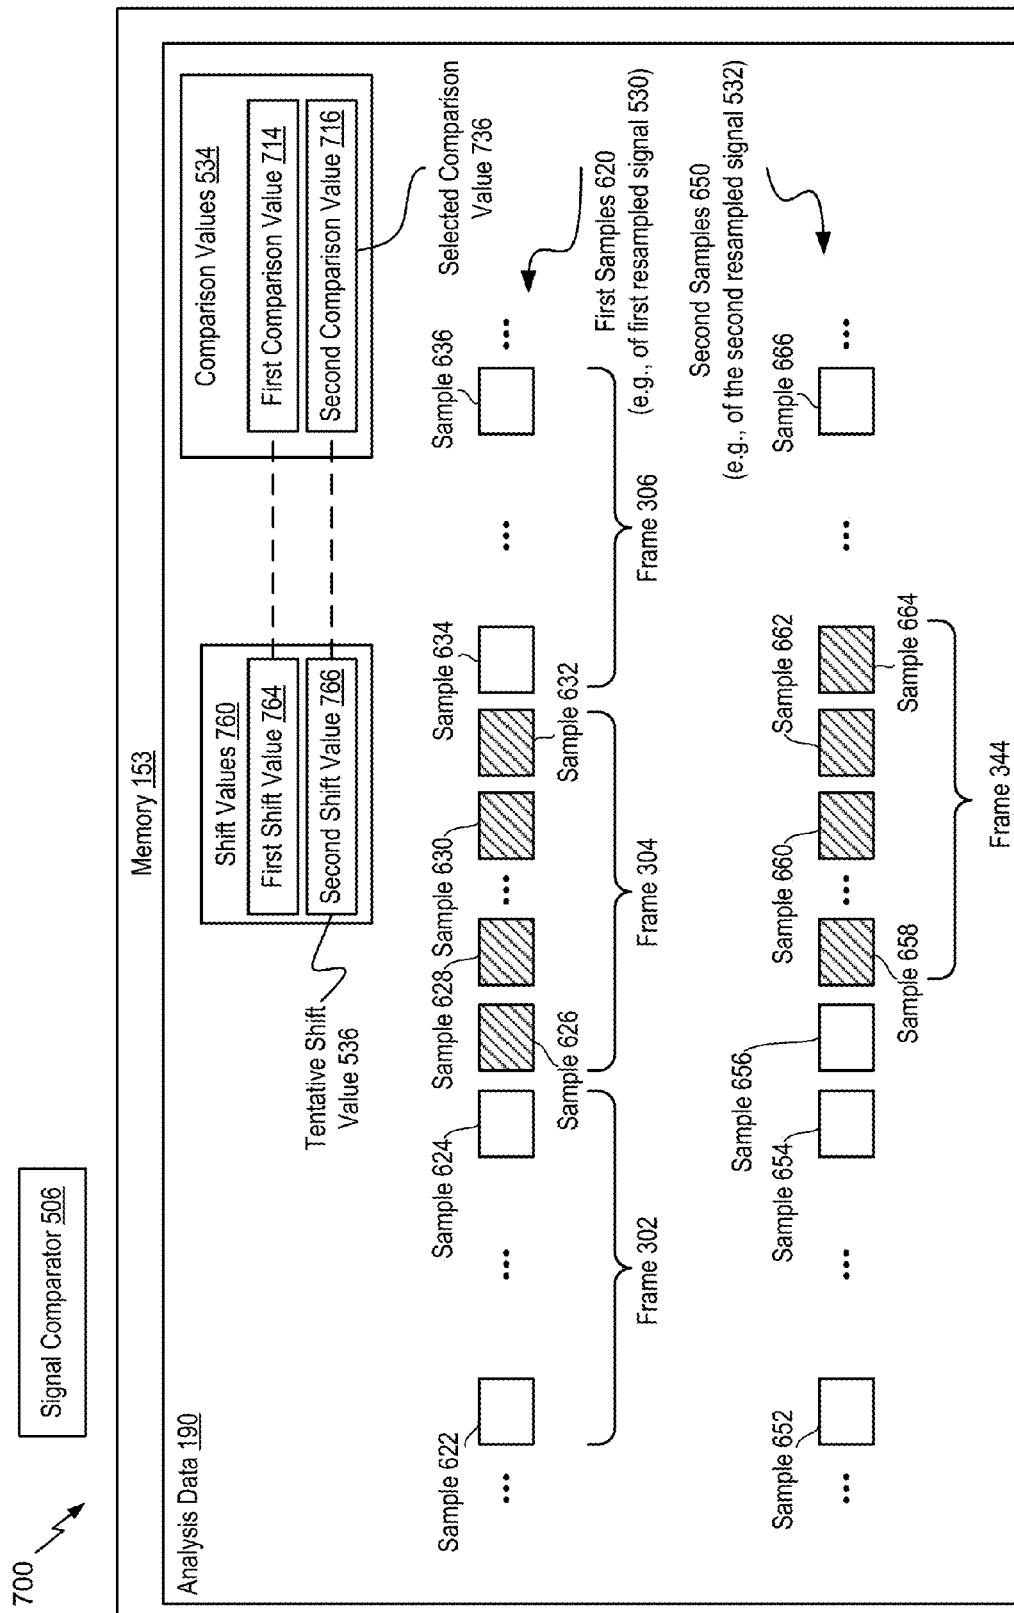 700
Signal Comparator 506
Memory 153
Analysis Data 190
Shift Values 760
First Shift Value 764
Second Shift Value 766
Tentative Shift
Value 536
Comparison Values 534
First Comparison Value 714
Second Comparison Value 716
Selected Comparison
Value 736
Sample 622
Sample 624
Sample 626
Sample 628
Sample 630
Sample 632
Sample 634
Sample 636
...
...
...
...
...
Frame 302
Frame 304
Frame 306
First Samples 620
(e.g., of first resampled signal 530)
Second Samples 650
(e.g., of the second resampled signal 532)
Sample 652
Sample 654
Sample 656
Sample 658
Sample 660
Sample 662
Sample 664
Sample 666
...
...
...
...
...
Frame 344